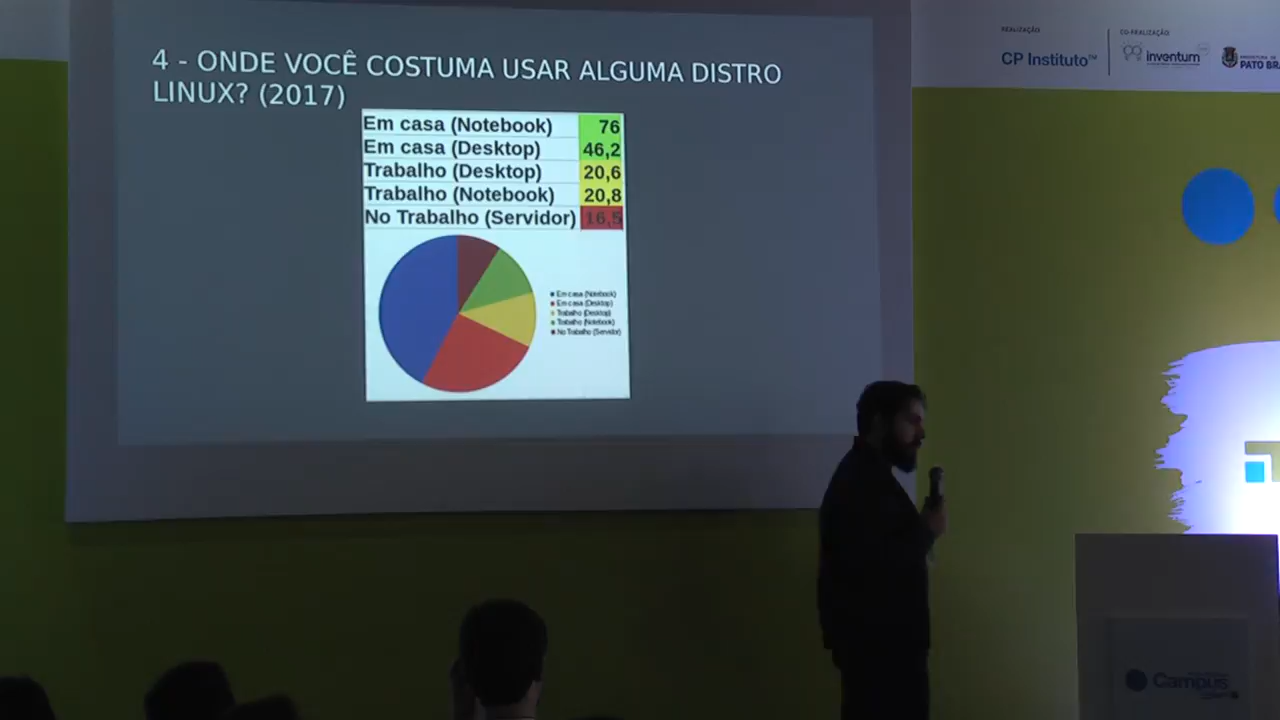 4 - ONDE VOCÊ COSTUMA USAR ALGUMA DISTRO
LINUX? (2017)
Em casa (Notebook) 76
Em casa (Desktop) 46,2
Trabalho (Desktop) 20,6
Trabalho (Notebook) 20,8
No Trabalho (Servidor) 16,5
Em casa (Notebook)
Em casa (Desktop)
Trabalho (Desktop)
Trabalho (Notebook)
No Trabalho (Servidor)
REALIZAÇÃO:
CP Instituto
CO-REALIZAÇÃO:
inventum
PATO BRA
Campus